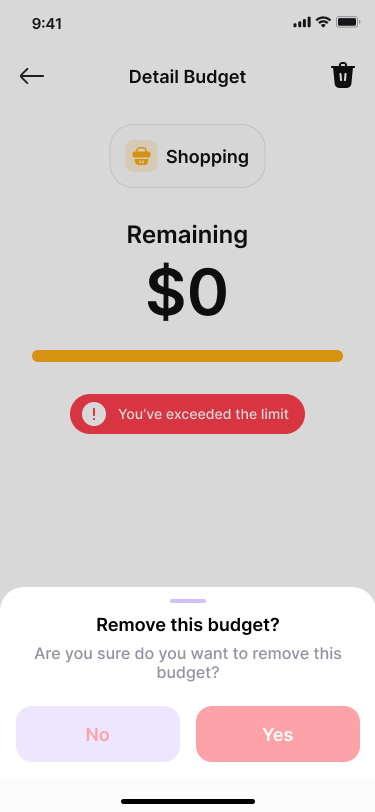 9:41
Detail Budget
Shopping
Remaining
$0
You've exceeded the limit
Remove this budget?
Are you sure do you want to remove this
budget?
No
Yes